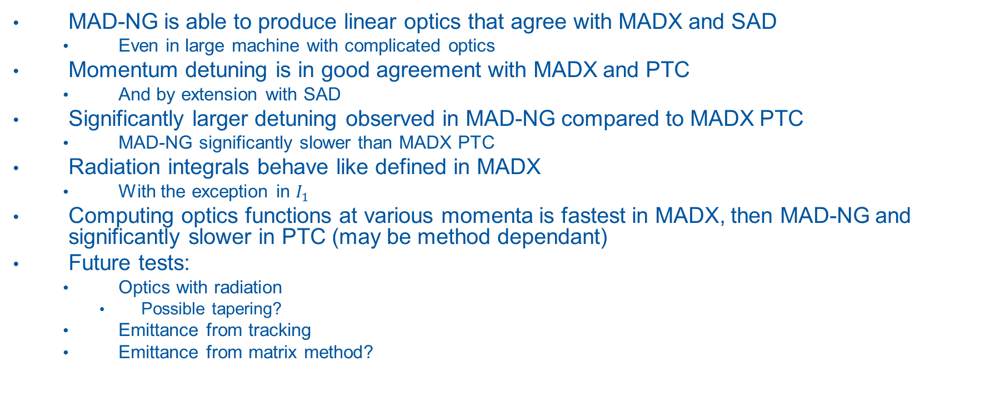 • MAD-NG is able to produce linear optics that agree with MADX and SAD
• Even in large machine with complicated optics
• Momentum detuning is in good agreement with MADX and PTC
• And by extension with SAD
• Significantly larger detuning observed in MAD-NG compared to MADX PTC
• MAD-NG significantly slower than MADX PTC
• Radiation integrals behave like defined in MADX
• With the exception in I₁
• Computing optics functions at various momenta is fastest in MADX, then MAD-NG and
significantly slower in PTC (may be method dependant)
• Future tests:
• Optics with radiation
• Possible tapering?
• Emittance from tracking
• Emittance from matrix method?